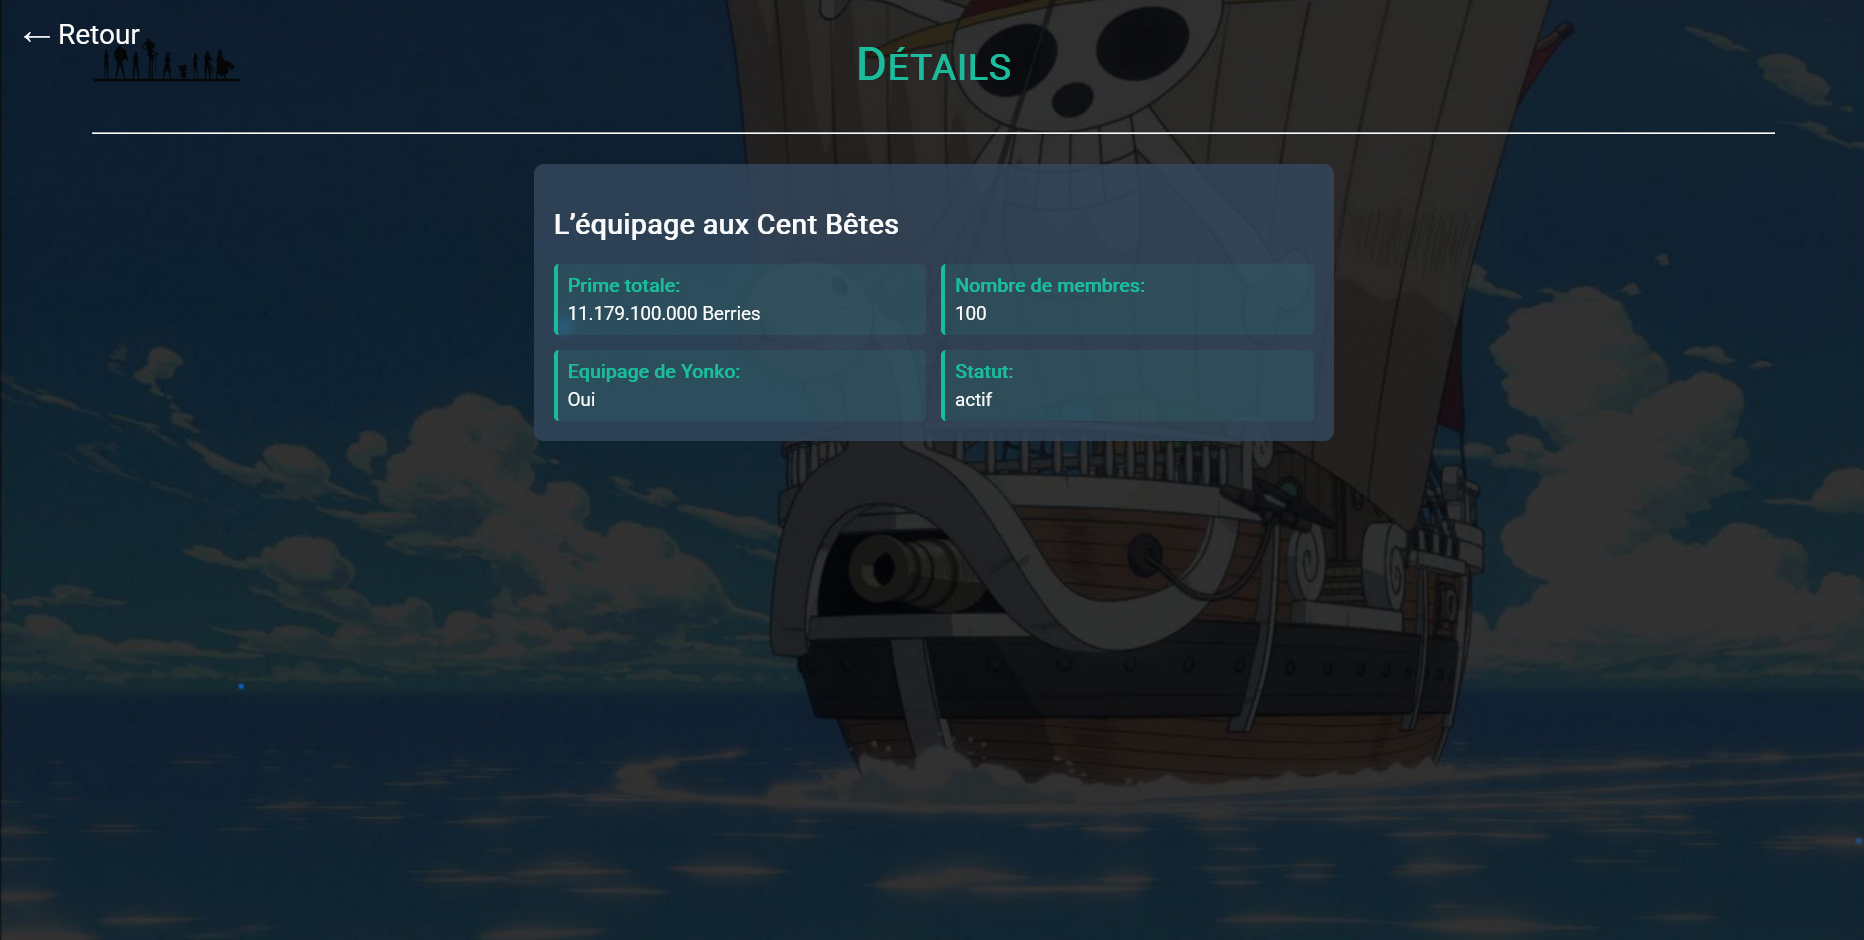 ← Retour
DÉTAILS
L’équipage aux Cent Bêtes
Prime totale:
11.179.100.000 Berries
Nombre de membres:
100
Equipage de Yonko:
Oui
Statut:
actif